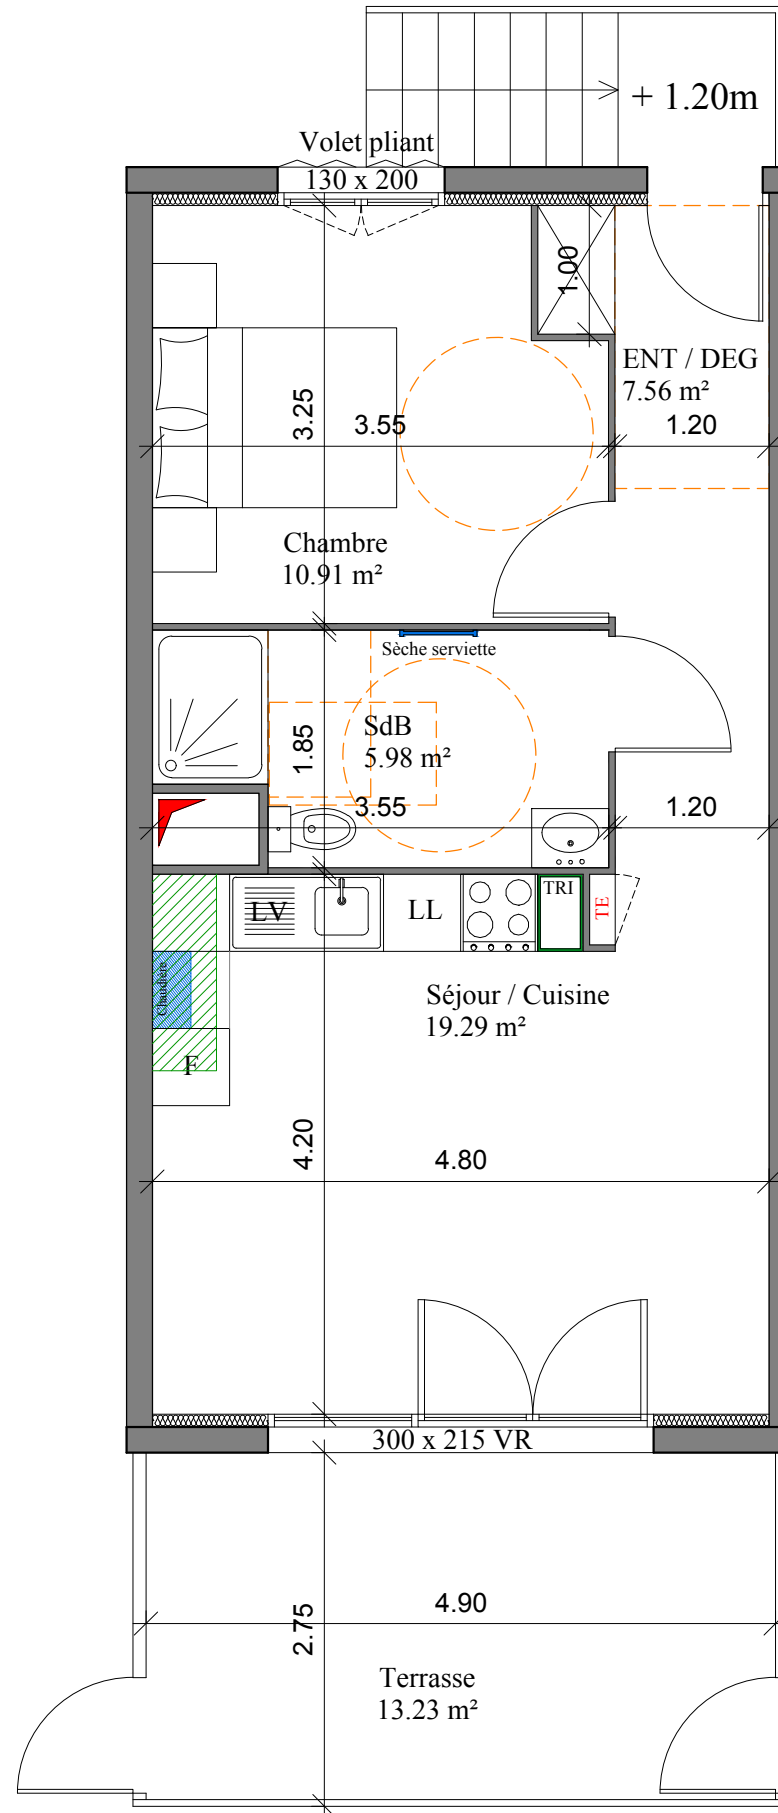 + 1.20m
Volet pliant
130 x 200
1.00
ENT / DEG
7.56 m²
3.25
3.55
1.20
Chambre
10.91 m²
Sèche serviette
SdB
5.98 m²
1.85
3.55
1.20
LV
LL
TRI
TE
Chaudière
Séjour / Cuisine
19.29 m²
F
4.20
4.80
300 x 215 VR
4.90
2.75
Terrasse
13.23 m²